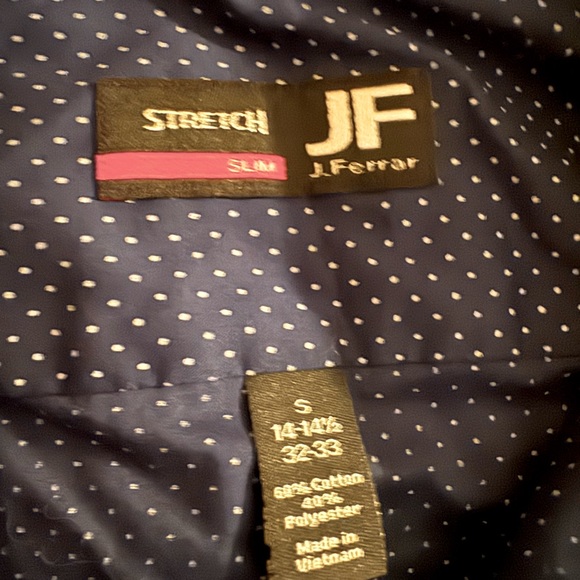 STRETCH
SLIM
JF
J.Ferrar
S
14-14½
32-33
60% Cotton
40%
Polyester
Made in
Vietnam